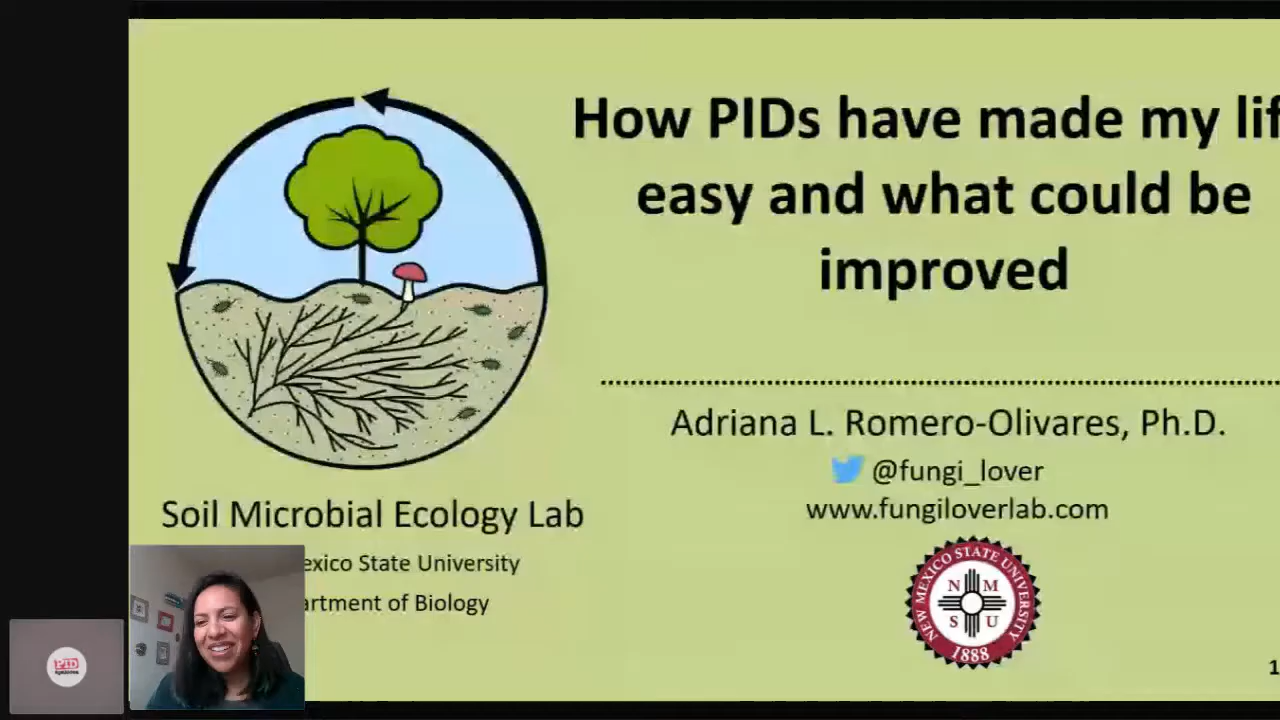 How PIDs have made my lif
easy and what could be
improved
Adriana L. Romero-Olivares, Ph.D.
@fungi_lover
www.fungiloverlab.com
Soil Microbial Ecology Lab
exico State University
artment of Biology
NEW MEXICO STATE UNIVERSITY
N M
S U
1888
PID
1